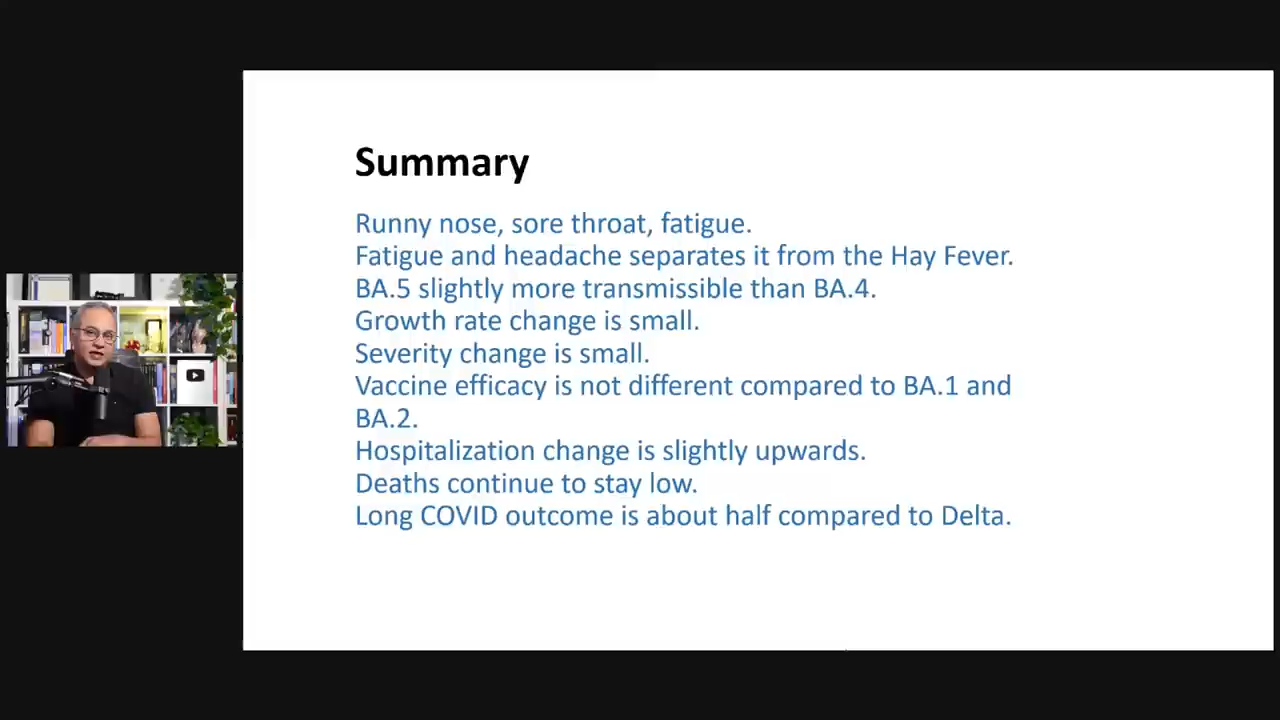 Summary
Runny nose, sore throat, fatigue.
Fatigue and headache separates it from the Hay Fever.
BA.5 slightly more transmissible than BA.4.
Growth rate change is small.
Severity change is small.
Vaccine efficacy is not different compared to BA.1 and
BA.2.
Hospitalization change is slightly upwards.
Deaths continue to stay low.
Long COVID outcome is about half compared to Delta.